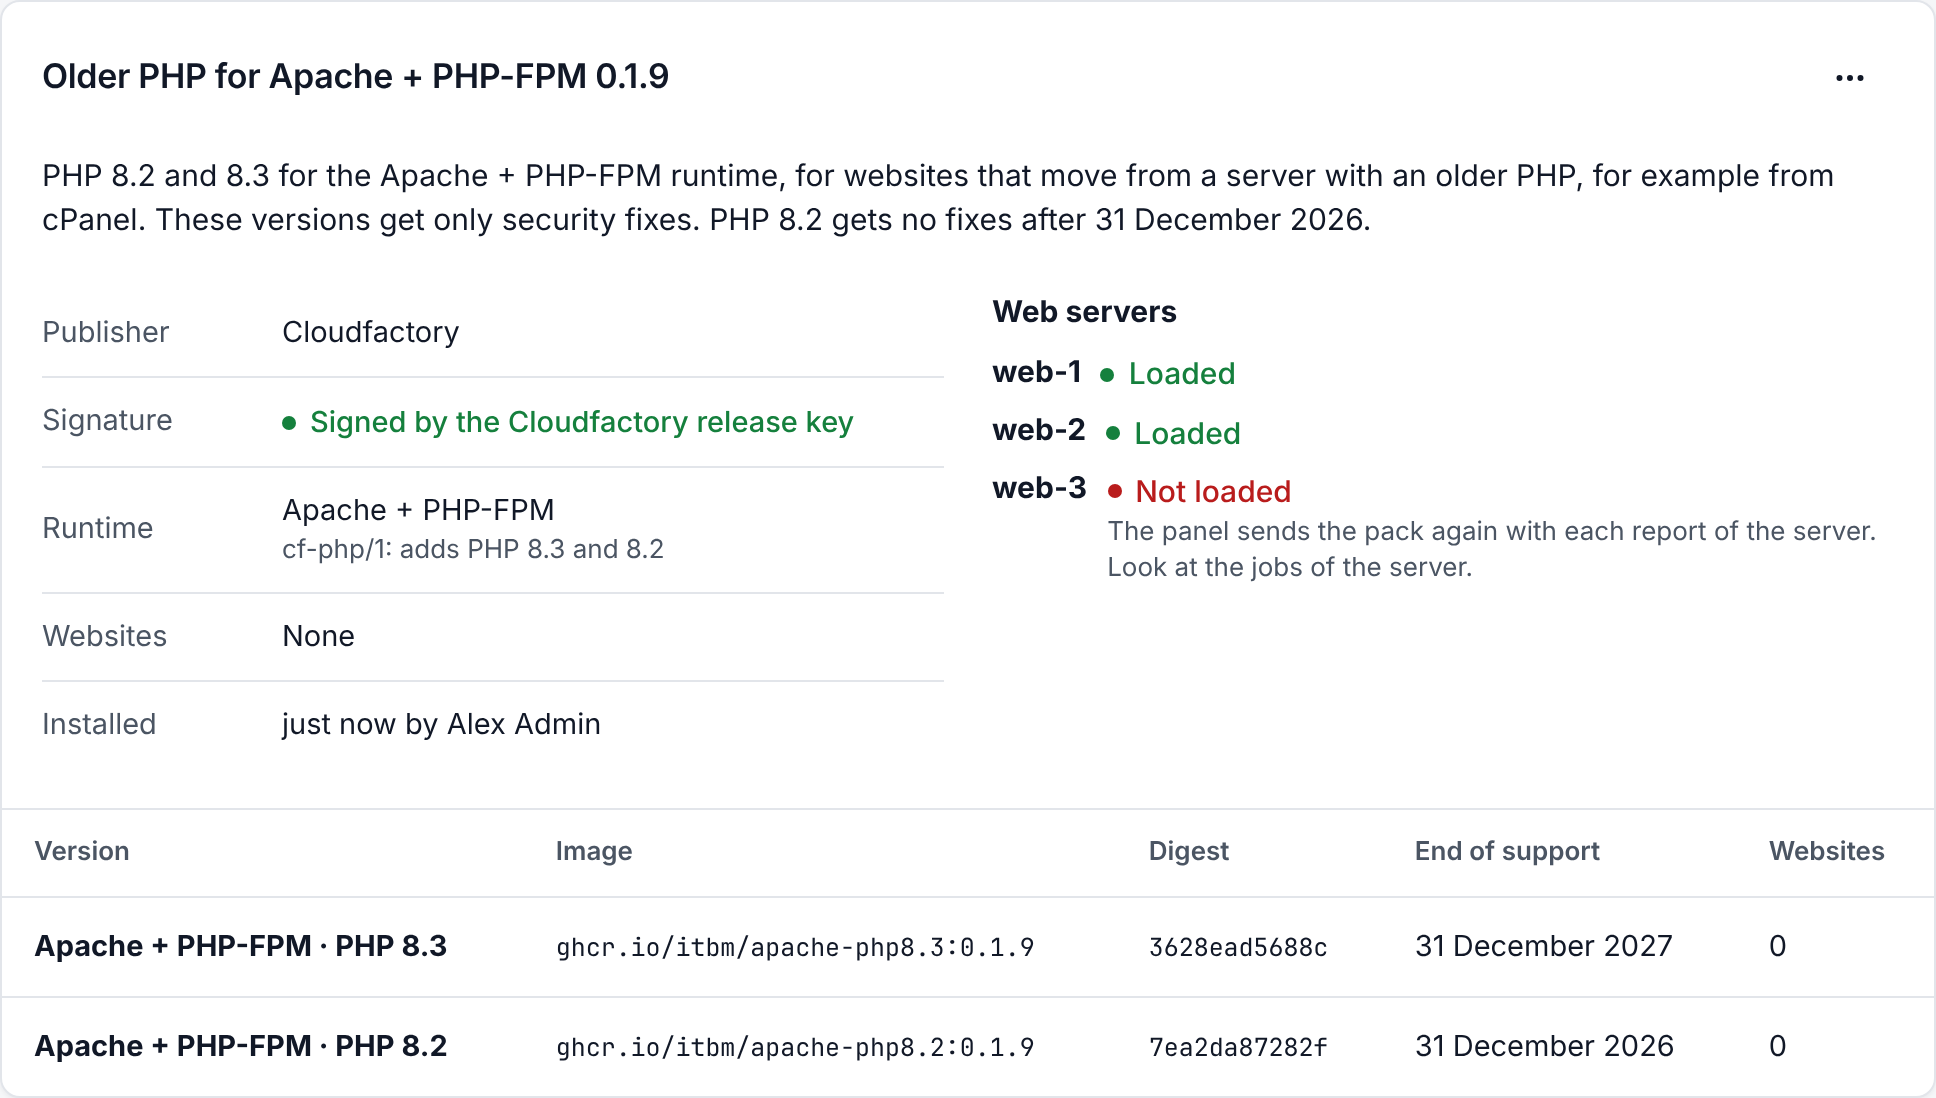 Older PHP for Apache + PHP-FPM 0.1.9
PHP 8.2 and 8.3 for the Apache + PHP-FPM runtime, for websites that move from a server with an older PHP, for example from
cPanel. These versions get only security fixes. PHP 8.2 gets no fixes after 31 December 2026.
Publisher Cloudfactory
Signature Signed by the Cloudfactory release key
Runtime Apache + PHP-FPM
cf-php/1: adds PHP 8.3 and 8.2
Websites None
Installed just now by Alex Admin
Web servers
web-1 Loaded
web-2 Loaded
web-3 Not loaded
The panel sends the pack again with each report of the server.
Look at the jobs of the server.
Version Image Digest End of support Websites
Apache + PHP-FPM · PHP 8.3 ghcr.io/itbm/apache-php8.3:0.1.9 3628ead5688c 31 December 2027 0
Apache + PHP-FPM · PHP 8.2 ghcr.io/itbm/apache-php8.2:0.1.9 7ea2da87282f 31 December 2026 0